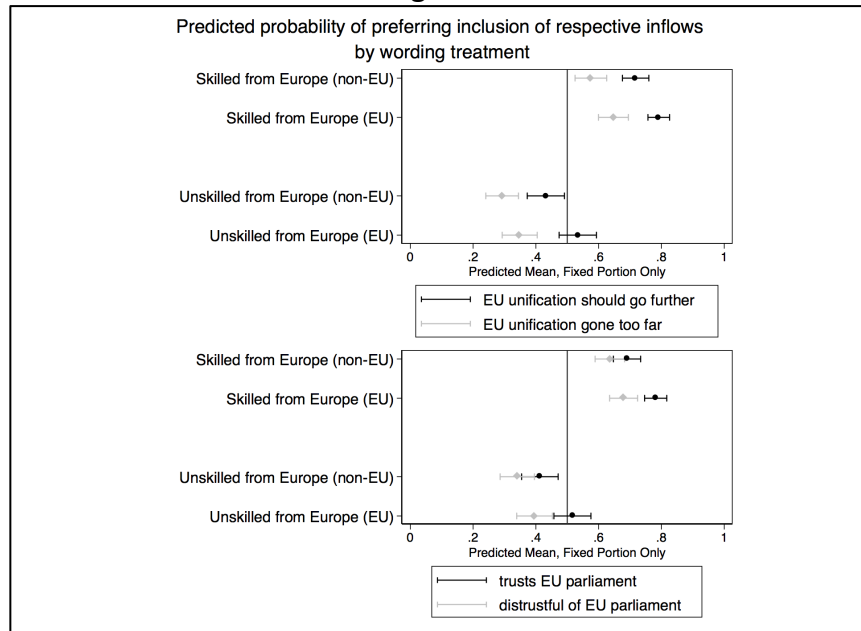 Predicted probability of preferring inclusion of respective inflows
by wording treatment
Skilled from Europe (non-EU)
Skilled from Europe (EU)
Unskilled from Europe (non-EU)
Unskilled from Europe (EU)
0 .2 .4 .6 .8 1
Predicted Mean, Fixed Portion Only
EU unification should go further
EU unification gone too far
Skilled from Europe (non-EU)
Skilled from Europe (EU)
Unskilled from Europe (non-EU)
Unskilled from Europe (EU)
0 .2 .4 .6 .8 1
Predicted Mean, Fixed Portion Only
trusts EU parliament
distrustful of EU parliament